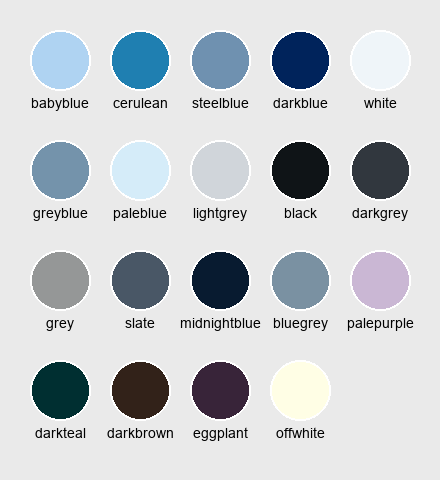 babyblue cerulean steelblue darkblue white
greyblue paleblue lightgrey black darkgrey
grey slate midnightblue bluegrey palepurple
darkteal darkbrown eggplant offwhite